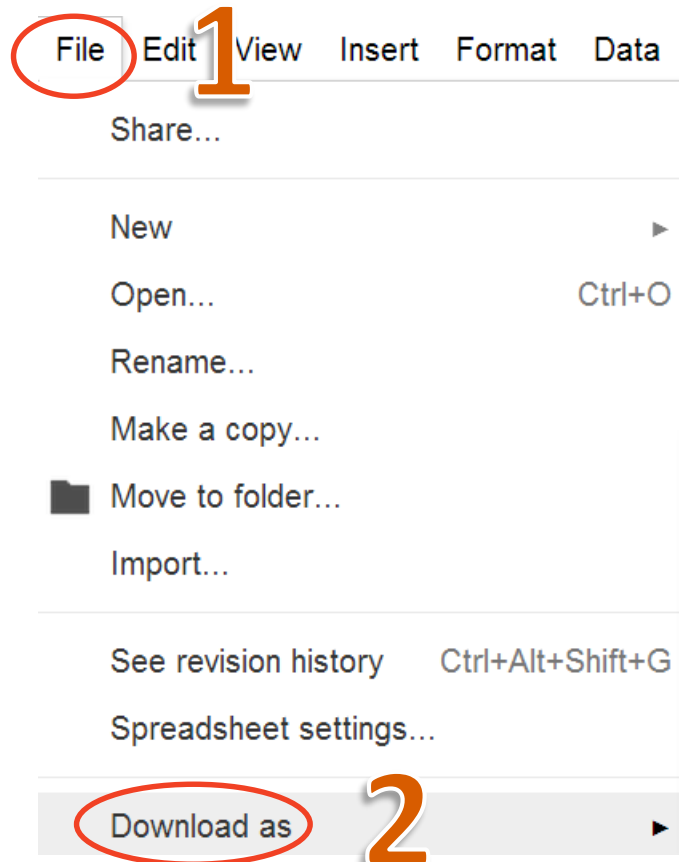 File Edit 1 View Insert Format Data
Share...
New ►
Open... Ctrl+O
Rename...
Make a copy...
Move to folder...
Import...
See revision history Ctrl+Alt+Shift+G
Spreadsheet settings...
Download as 2 ►